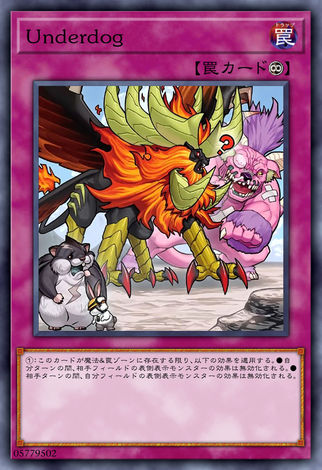 Underdog
トラップ
罠
【罠カード】
①:このカードが魔法&罠ゾーンに存在する限り、以下の効果を適用する。●自
分ターンの間、相手フィールドの表側表示モンスターの効果は無効化される。●
相手ターンの間、自分フィールドの表側表示モンスターの効果は無効化される。
05779502